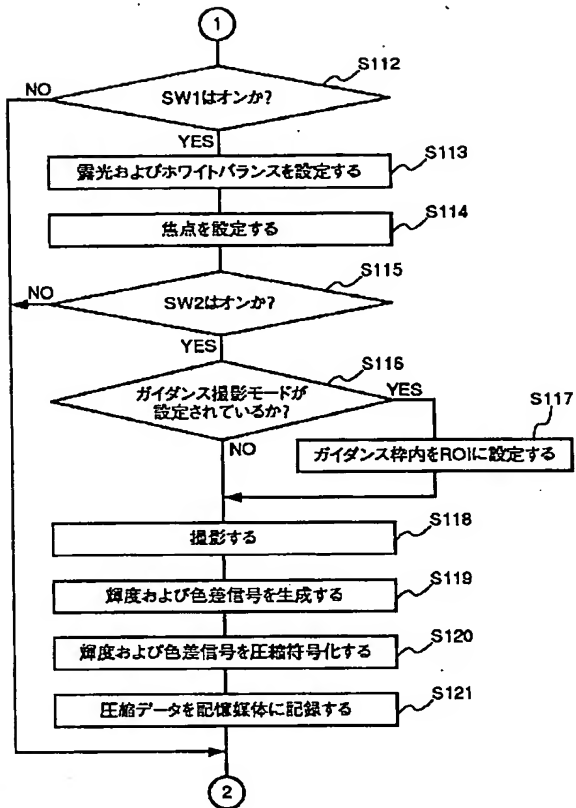 1
S112
NO
SW1はオンか?
YES
S113
露光およびホワイトバランスを設定する
S114
焦点を設定する
S115
NO
SW2はオンか?
YES
S116
ガイダンス撮影モードが
設定されているか?
YES
S117
NO
ガイダンス枠内をROIに設定する
S118
撮影する
S119
輝度および色差信号を生成する
S120
輝度および色差信号を圧縮符号化する
S121
圧縮データを記憶媒体に記録する
2